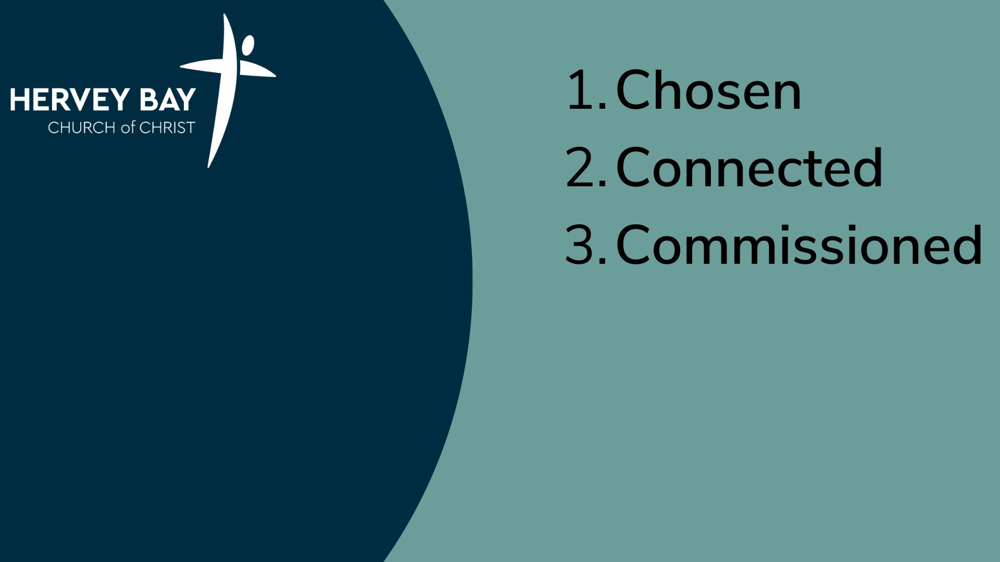 HERVEY BAY
CHURCH of CHRIST
1. Chosen
2. Connected
3. Commissioned